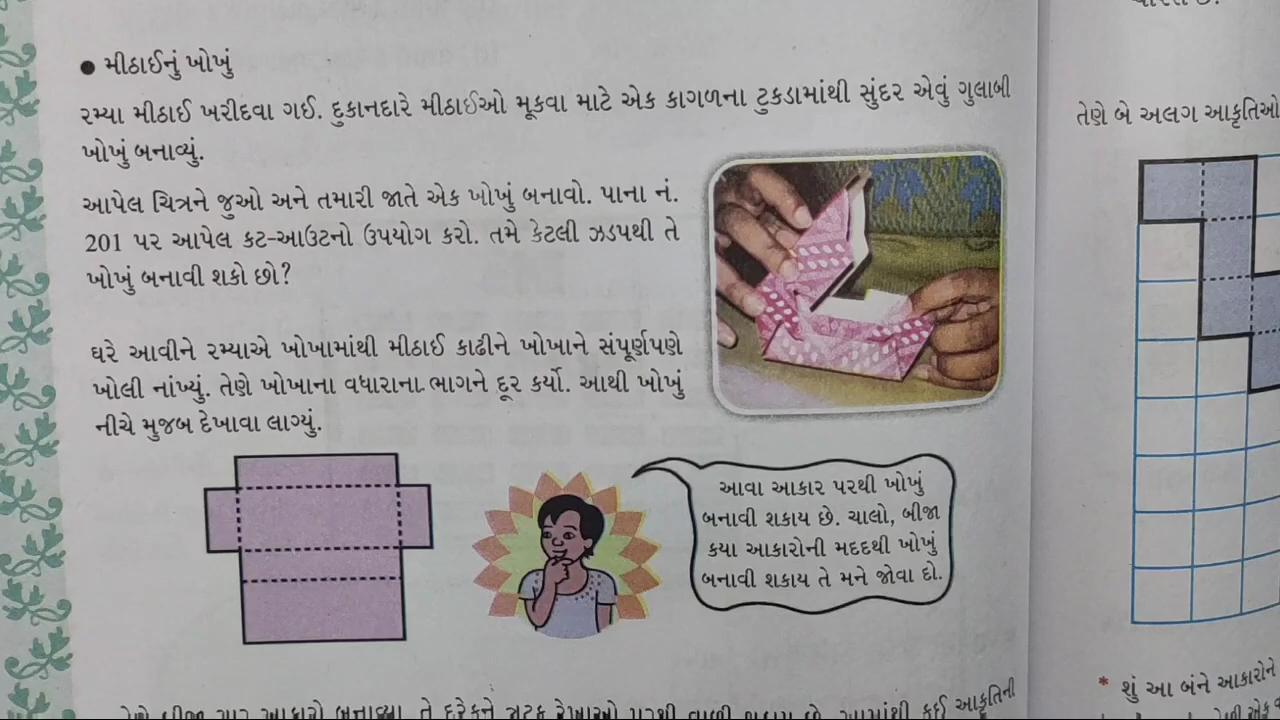 ● મીઠાઈનું ખોખું
રમ્યા મીઠાઈ ખરીદવા ગઈ. દુકાનદારે મીઠાઈઓ મૂકવા માટે એક કાગળના ટુકડામાંથી સુંદર એવું ગુલાબી
ખોખું બનાવ્યું.
આપેલ ચિત્રને જુઓ અને તમારી જાતે એક ખોખું બનાવો. પાના નં.
201 પર આપેલ કટ-આઉટનો ઉપયોગ કરો. તમે કેટલી ઝડપથી તે
ખોખું બનાવી શકો છો?
ઘરે આવીને રમ્યાએ ખોખામાંથી મીઠાઈ કાઢીને ખોખાને સંપૂર્ણપણે
ખોલી નાંખ્યું. તેણે ખોખાના વધારાના ભાગને દૂર કર્યો. આથી ખોખું
નીચે મુજબ દેખાવા લાગ્યું.
આવા આકાર પરથી ખોખું
બનાવી શકાય છે. ચાલો, બીજા
કયા આકારોની મદદથી ખોખું
બનાવી શકાય તે મને જોવા દો.
તેણે બે અલગ આકૃતિઓ
* શું આ બંને આકારોને